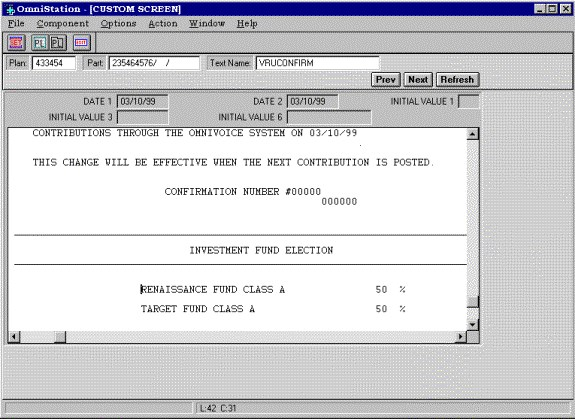 OmniStation - [CUSTOM SCREEN]
File Component Options Action Window Help
SET PL
Plan: 433454 Part: 235464576/ / Text Name: VRUCONFIRM
Prev Next Refresh
DATE 1 03/10/99 DATE 2 03/10/99 INITIAL VALUE 1
INITIAL VALUE 3 INITIAL VALUE 6
CONTRIBUTIONS THROUGH THE OMNIVOICE SYSTEM ON 03/10/99
.
THIS CHANGE WILL BE EFFECTIVE WHEN THE NEXT CONTRIBUTION IS POSTED.
CONFIRMATION NUMBER #00000
000000
INVESTMENT FUND ELECTION
RENAISSANCE FUND CLASS A 50 %
TARGET FUND CLASS A 50 %
L:42 C:31